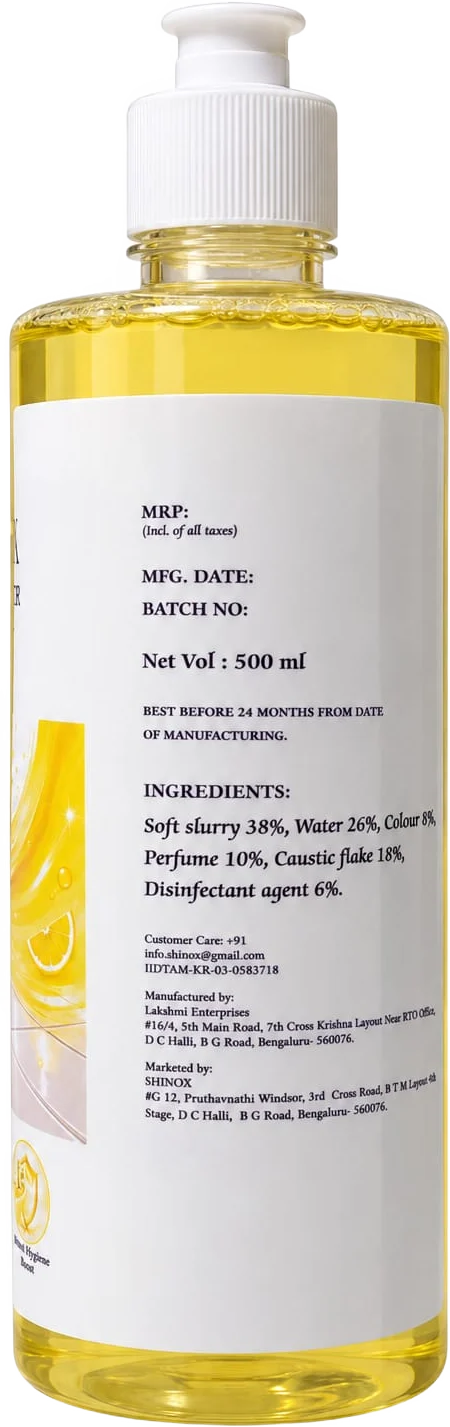 X
ER
MRP:
(Incl. of all taxes)
MFG. DATE:
BATCH NO:
Net Vol : 500 ml
BEST BEFORE 24 MONTHS FROM DATE
OF MANUFACTURING.
INGREDIENTS:
Soft slurry 38%, Water 26%, Colour 8%,
Perfume 10%, Caustic flake 18%,
Disinfectant agent 6%.
Customer Care: +91
info.shinox@gmail.com
IIDTAM-KR-03-0583718
Manufactured by:
Lakshmi Enterprises
#16/4, 5th Main Road, 7th Cross Krishna Layout Near RTO Office,
D C Halli, B G Road, Bengaluru- 560076.
Marketed by:
SHINOX
#G 12, Pruthavnathi Windsor, 3rd Cross Road, B T M Layout 4th
Stage, D C Halli, B G Road, Bengaluru- 560076.
Hygiene
Boost